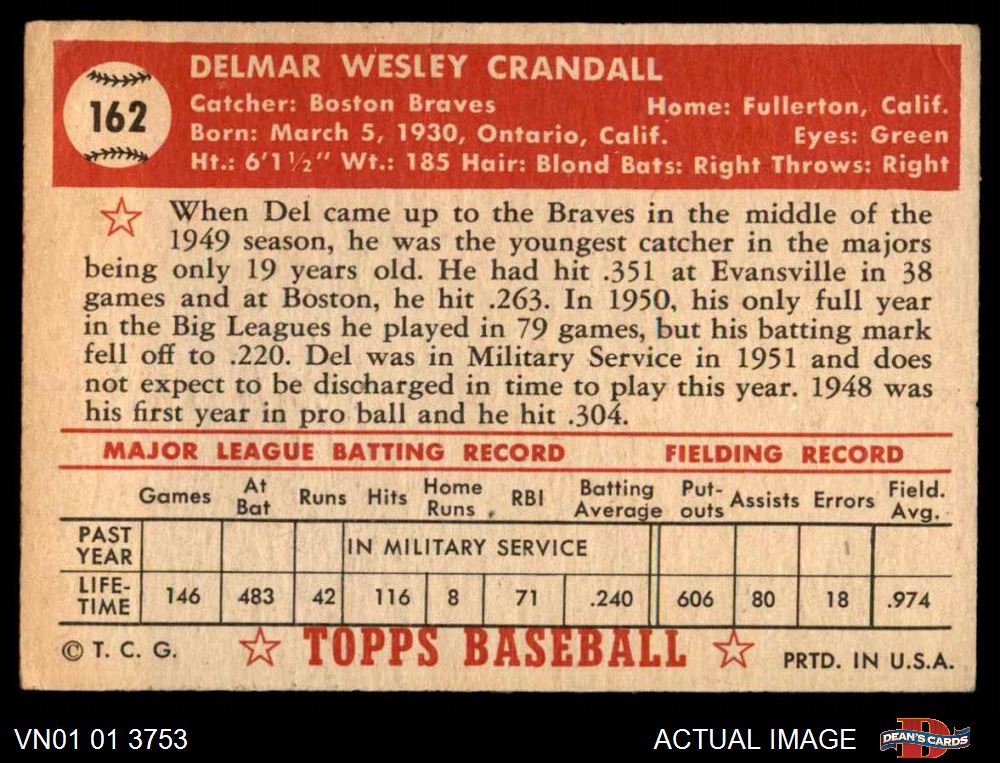 162
DELMAR WESLEY CRANDALL
Catcher: Boston Braves Home: Fullerton, Calif.
Born: March 5, 1930, Ontario, Calif. Eyes: Green
Ht.: 6'1½" Wt.: 185 Hair: Blond Bats: Right Throws: Right
When Del came up to the Braves in the middle of the
1949 season, he was the youngest catcher in the majors
being only 19 years old. He had hit .351 at Evansville in 38
games and at Boston, he hit .263. In 1950, his only full year
in the Big Leagues he played in 79 games, but his batting mark
fell off to .220. Del was in Military Service in 1951 and does
not expect to be discharged in time to play this year. 1948 was
his first year in pro ball and he hit .304.
MAJOR LEAGUE BATTING RECORD FIELDING RECORD
Games At Bat Runs Hits Home Runs RBI Batting Average Put-outs Assists Errors Field. Avg.
PAST YEAR IN MILITARY SERVICE
LIFE-TIME 146 483 42 116 8 71 .240 606 80 18 .974
© T. C. G. TOPPS BASEBALL PRTD. IN U.S.A.
VN01 01 3753 ACTUAL IMAGE DEAN'S CARDS